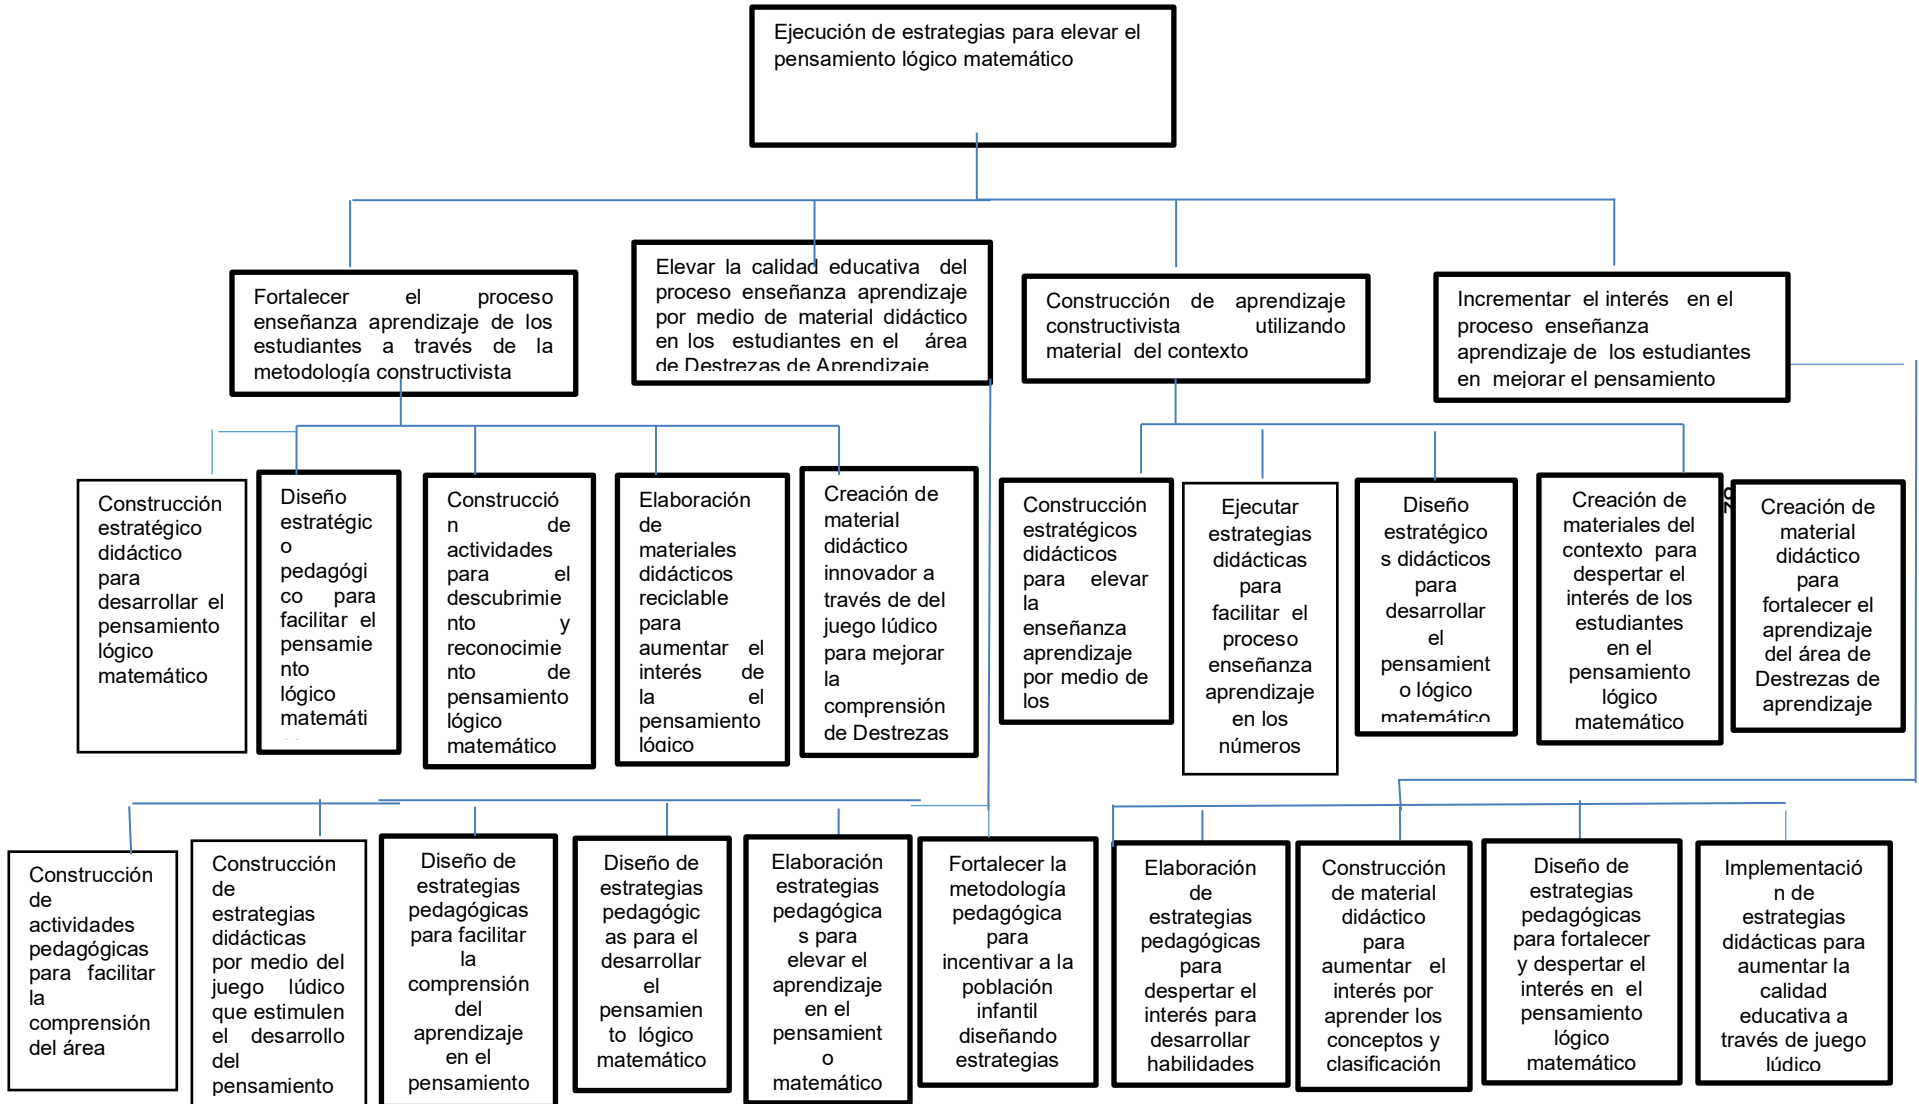 Ejecución de estrategias para elevar el
pensamiento lógico matemático
Fortalecer el proceso
enseñanza aprendizaje de los
estudiantes a través de la
metodología constructivista
Elevar la calidad educativa del
proceso enseñanza aprendizaje
por medio de material didáctico
en los estudiantes en el área
de Destrezas de Aprendizaje
Construcción de aprendizaje
constructivista utilizando
material del contexto
Incrementar el interés en el
proceso enseñanza
aprendizaje de los estudiantes
en mejorar el pensamiento
Construcción
estratégico
didáctico
para
desarrollar el
pensamiento
lógico
matemático
Diseño
estratégic
o
pedagógi
co para
facilitar el
pensamie
nto
lógico
matemáti
Construcció
n de
actividades
para el
descubrimie
nto y
reconocimie
nto de
pensamiento
lógico
matemático
Elaboración
de
materiales
didácticos
reciclable
para
aumentar el
interés de
la el
pensamiento
lógico
Creación de
material
didáctico
innovador a
través de del
juego lúdico
para mejorar
la
comprensión
de Destrezas
Construcción
estratégicos
didácticos
para elevar
la
enseñanza
aprendizaje
por medio de
los
Ejecutar
estrategias
didácticas
para
facilitar el
proceso
enseñanza
aprendizaje
en los
números
Diseño
estratégico
s didácticos
para
desarrollar
el
pensamient
o lógico
matemático
Creación de
materiales del
contexto para
despertar el
interés de los
estudiantes
en el
pensamiento
lógico
matemático
Creación de
material
didáctico
para
fortalecer el
aprendizaje
del área de
Destrezas de
aprendizaje
Construcción
de
actividades
pedagógicas
para facilitar
la
comprensión
del área
Construcción
de
estrategias
didácticas
por medio del
juego lúdico
que estimulen
el desarrollo
del
pensamiento
Diseño de
estrategias
pedagógicas
para facilitar
la
comprensión
del
aprendizaje
en el
pensamiento
Diseño de
estrategias
pedagógic
as para el
desarrollar
el
pensamien
to lógico
matemático
Elaboración
estrategias
pedagógica
s para
elevar el
aprendizaje
en el
pensamient
o
matemático
Fortalecer la
metodología
pedagógica
para
incentivar a la
población
infantil
diseñando
estrategias
Elaboración
de
estrategias
pedagógicas
para
despertar el
interés para
desarrollar
habilidades
Construcción
de material
didáctico
para
aumentar el
interés por
aprender los
conceptos y
clasificación
Diseño de
estrategias
pedagógicas
para fortalecer
y despertar el
interés en el
pensamiento
lógico
matemático
Implementació
n de
estrategias
didácticas para
aumentar la
calidad
educativa a
través de juego
lúdico